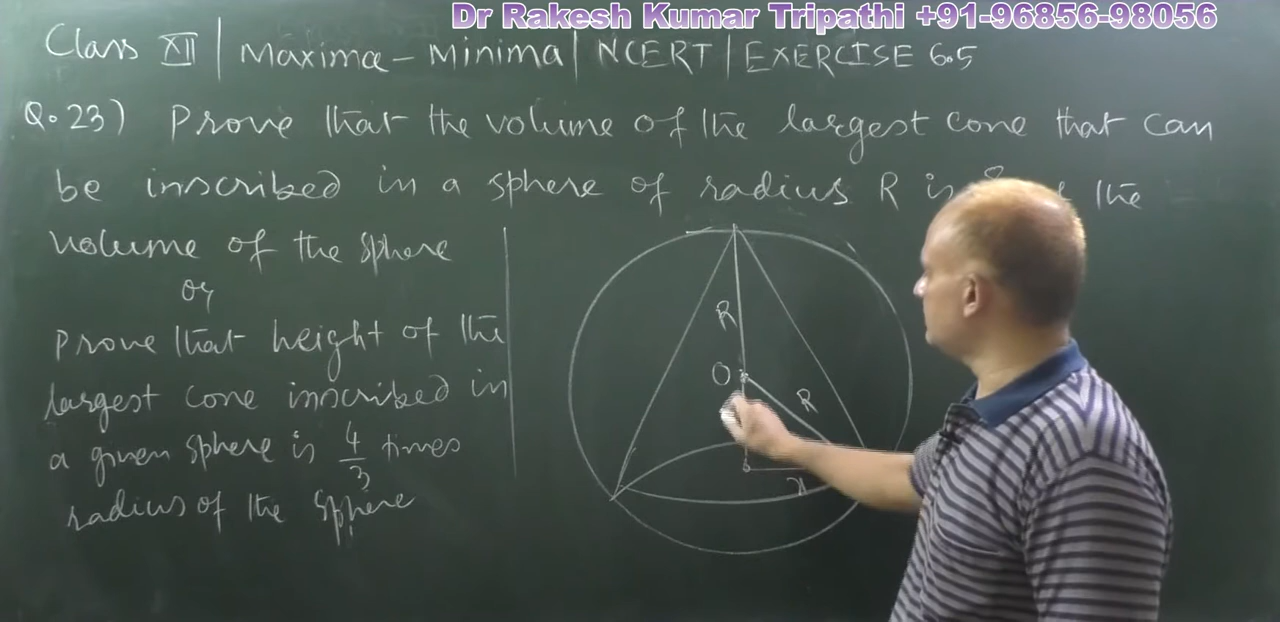 Dr Rakesh Kumar Tripathi +91-96856-98056
Class XII | Maxima - Minima | NCERT | EXERCISE 6.5
Q.23) Prove that the volume of the largest cone that can
be inscribed in a sphere of radius R is the
volume of the sphere
or
Prove that height of the
largest cone inscribed in
a given sphere is 4/3 times
radius of the sphere
R
O
R